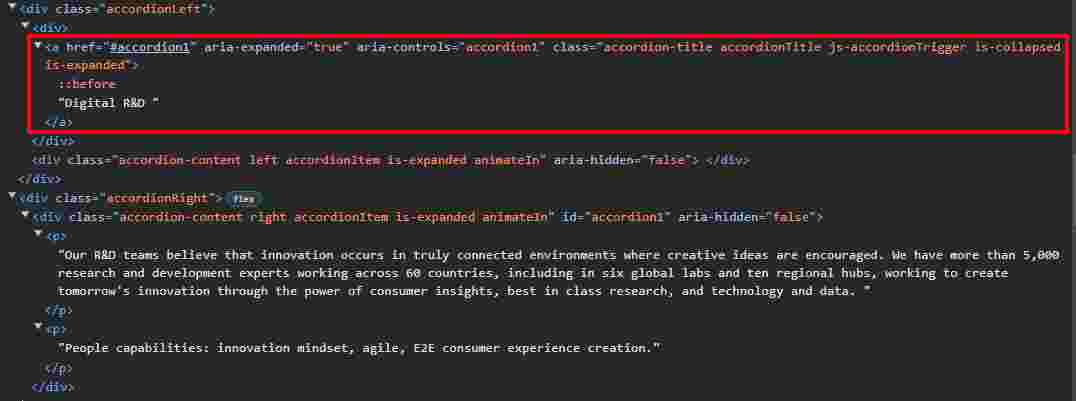 <div class="accordionLeft">
<div>
<a href="#accordion1" aria-expanded="true" aria-controls="accordion1" class="accordion-title accordionTitle js-accordionTrigger is-collapsed
is-expanded">
::before
"Digital R&D "
</a>
</div>
<div class="accordion-content left accordionItem is-expanded animateIn" aria-hidden="false"> </div>
</div>
<div class="accordionRight"> flex
<div class="accordion-content right accordionItem is-expanded animateIn" id="accordion1" aria-hidden="false">
<p>
"Our R&D teams believe that innovation occurs in truly connected environments where creative ideas are encouraged. We have more than 5,000
research and development experts working across 60 countries, including in six global labs and ten regional hubs, working to create
tomorrow's innovation through the power of consumer insights, best in class research, and technology and data. "
</p>
<p>
"People capabilities: innovation mindset, agile, E2E consumer experience creation."
</p>
</div>